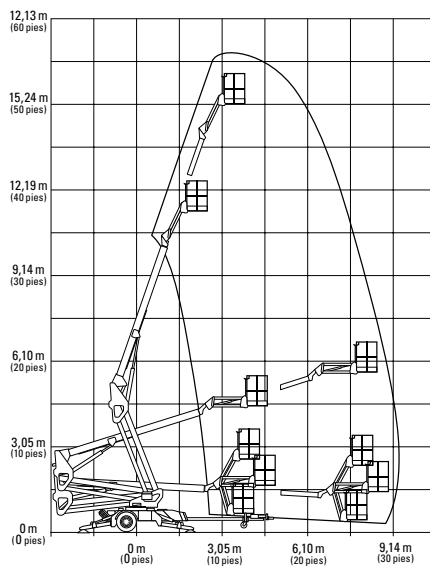 12,13 m
(60 pies)
15,24 m
(50 pies)
12,19 m
(40 pies)
9,14 m
(30 pies)
6,10 m
(20 pies)
3,05 m
(10 pies)
0 m
(0 pies)
0 m
(0 pies)
3,05 m
(10 pies)
6,10 m
(20 pies)
9,14 m
(30 pies)